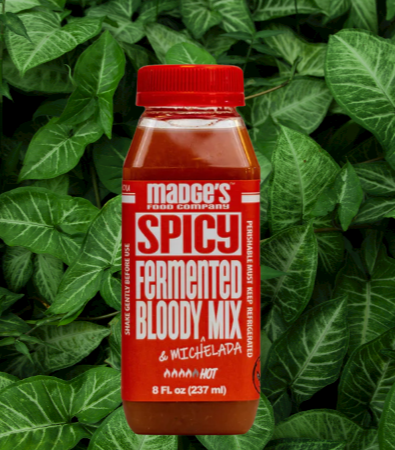 madge's™
FOOD COMPANY
SPICY
FERMENTED
BLOODY MIX
& MICHELADA
HOT
8 FL oz (237 ml)
SHAKE GENTLY BEFORE USE
PERISHABLE MUST KEEP REFRIGERATED